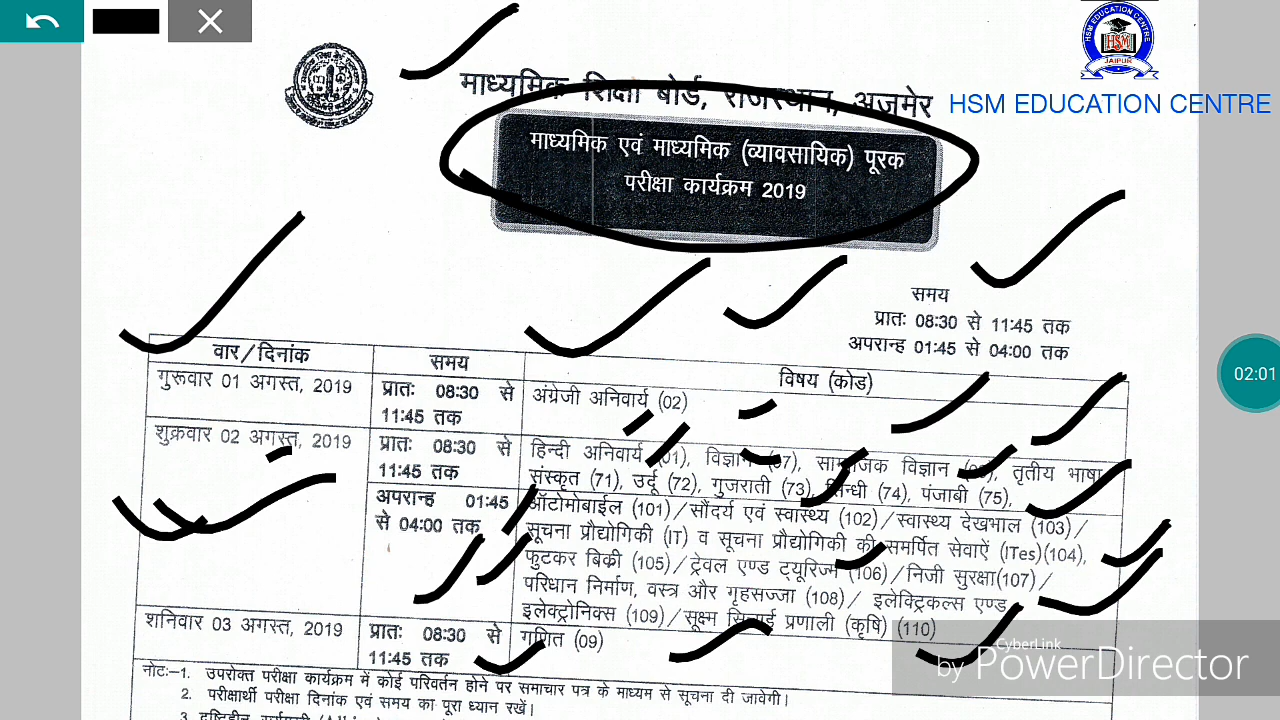 HSM EDUCATION CENTRE
HSM
JAIPUR
माध्यमिक शिक्षा बोर्ड, राजस्थान, अजमेर
HSM EDUCATION CENTRE
माध्यमिक एवं माध्यमिक (व्यावसायिक) पूरक
परीक्षा कार्यक्रम 2019
समय
प्रातः 08:30 से 11:45 तक
अपरान्ह 01:45 से 04:00 तक
वार/दिनांक समय विषय (कोड)
गुरूवार 01 अगस्त, 2019 प्रातः 08:30 से अंग्रेजी अनिवार्य (02)
11:45 तक
शुक्रवार 02 अगस्त, 2019 प्रातः 08:30 से हिन्दी अनिवार्य (01), विज्ञान (07), सामाजिक विज्ञान तृतीय भाषा
11:45 तक संस्कृत (71), उर्दू (72), गुजराती (73), सिन्धी (74), पंजाबी (75),
अपरान्ह 01:45 ऑटोमोबाईल (101)/सौंदर्य एवं स्वास्थ्य (102)/स्वास्थ्य देखभाल (103)/
से 04:00 तक सूचना प्रौद्योगिकी (IT) व सूचना प्रौद्योगिकी की समर्पित सेवाऐं (ITes)(104),
फुटकर बिक्री (105)/ट्रेवल एण्ड ट्यूरिज्म (106)/निजी सुरक्षा(107)/
परिधान निर्माण, वस्त्र और गृहसज्जा (108)/ इलेक्ट्रिकल्स एण्ड
इलेक्ट्रोनिक्स (109)/सूक्ष्म सिंचाई प्रणाली (कृषि) (110)
शनिवार 03 अगस्त, 2019 प्रातः 08:30 से गणित (09)
11:45 तक
नोटः–1. उपरोक्त परीक्षा कार्यक्रम में कोई परिवर्तन होने पर समाचार पत्र के माध्यम से सूचना दी जावेगी।
2. परीक्षार्थी परीक्षा दिनांक एवं समय का पूरा ध्यान रखें।
02:01
CyberLink
by PowerDirector